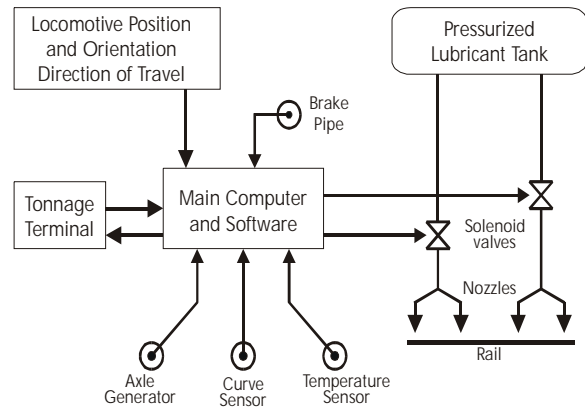 Locomotive Position
and Orientation
Direction of Travel
Pressurized
Lubricant Tank
Brake
Pipe
Tonnage
Terminal
Main Computer
and Software
Solenoid
valves
Nozzles
Rail
Axle
Generator
Curve
Sensor
Temperature
Sensor